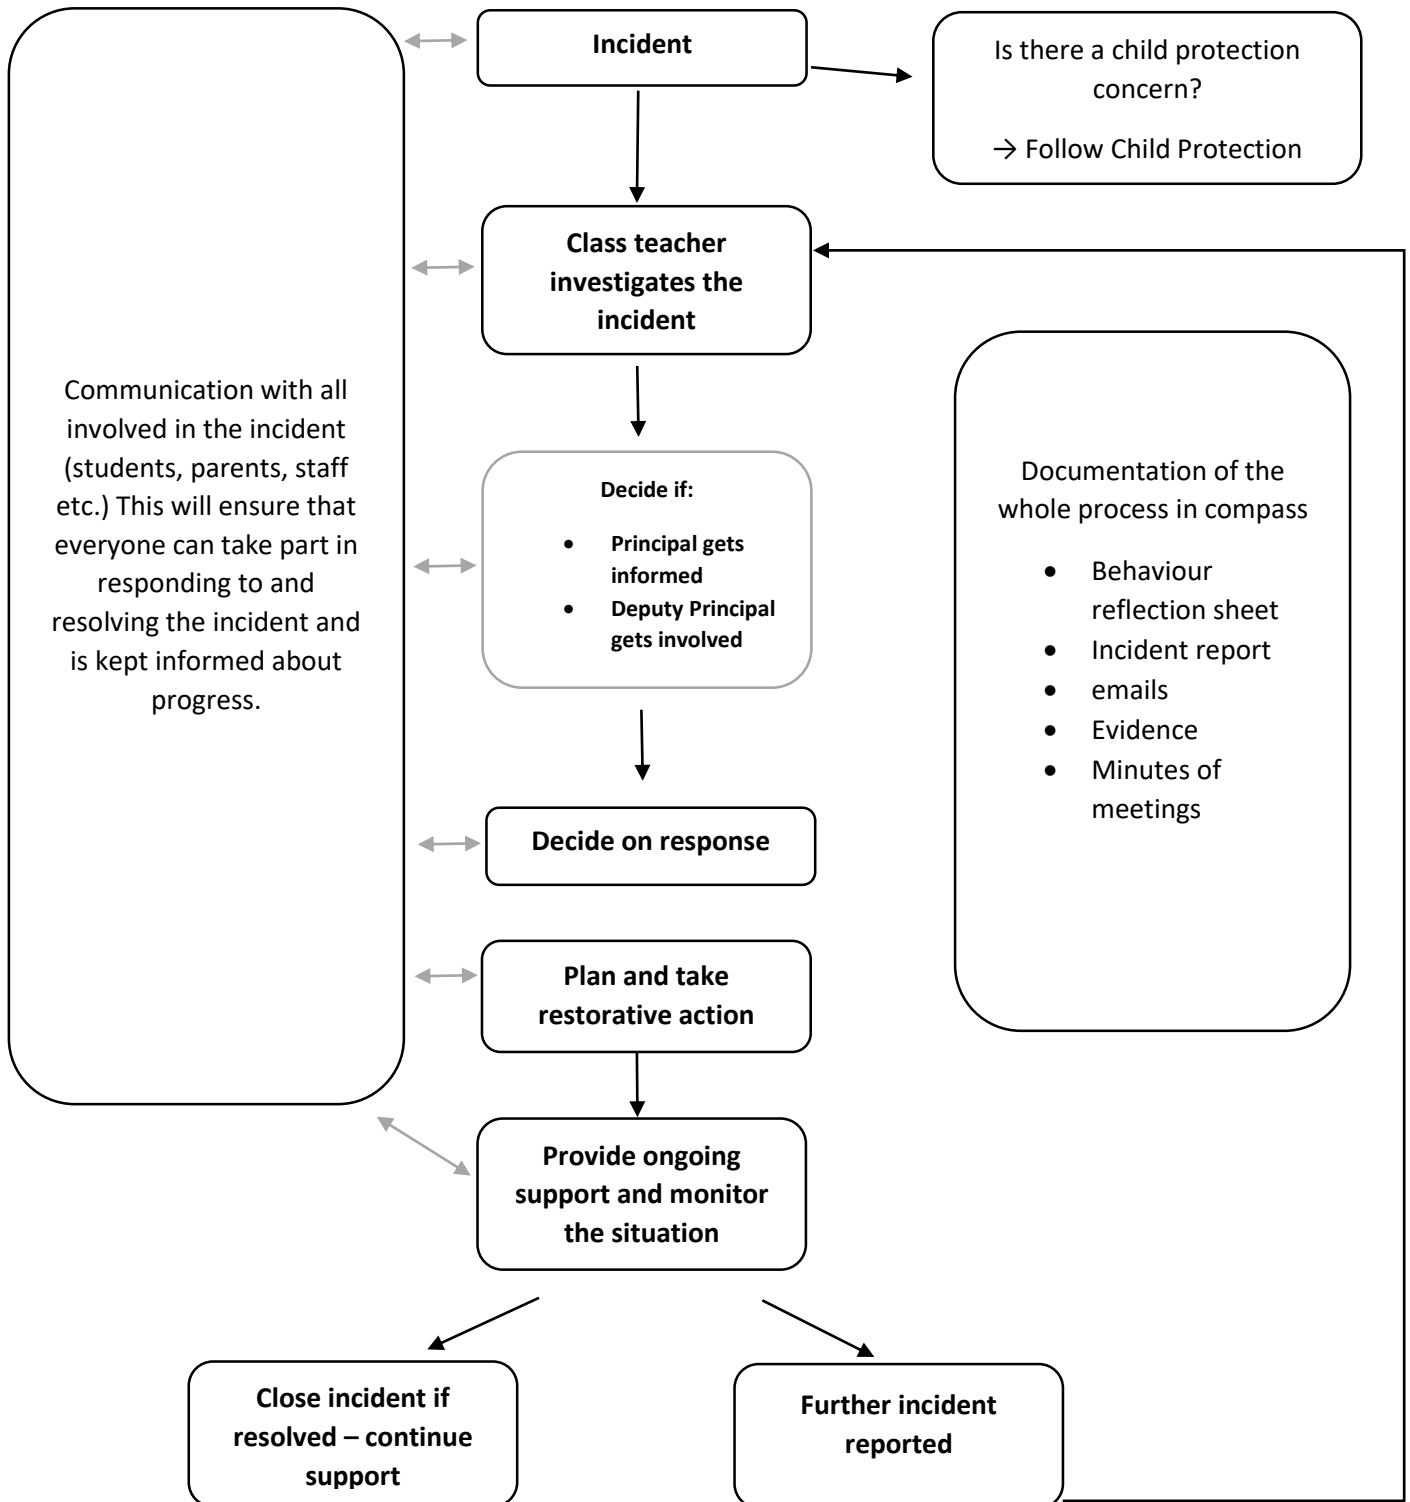 Incident
Is there a child protection
concern?
→ Follow Child Protection
Class teacher
investigates the
incident
Communication with all
involved in the incident
(students, parents, staff
etc.) This will ensure that
everyone can take part in
responding to and
resolving the incident and
is kept informed about
progress.
Decide if:
• Principal gets
informed
• Deputy Principal
gets involved
Documentation of the
whole process in compass
• Behaviour
reflection sheet
• Incident report
• emails
• Evidence
• Minutes of
meetings
Decide on response
Plan and take
restorative action
Provide ongoing
support and monitor
the situation
Close incident if
resolved – continue
support
Further incident
reported